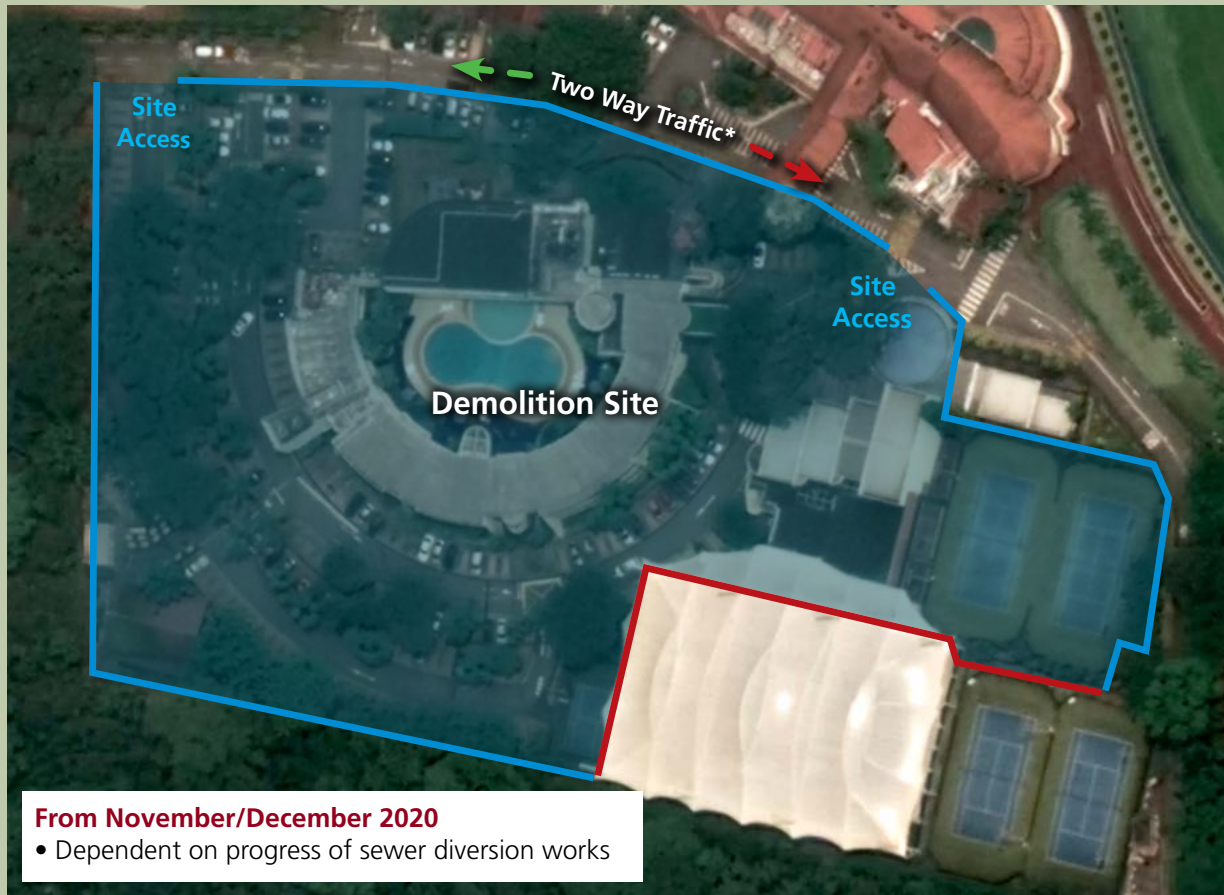 Two Way Traffic*
Site
Access
Site
Access
Demolition Site
From November/December 2020
• Dependent on progress of sewer diversion works